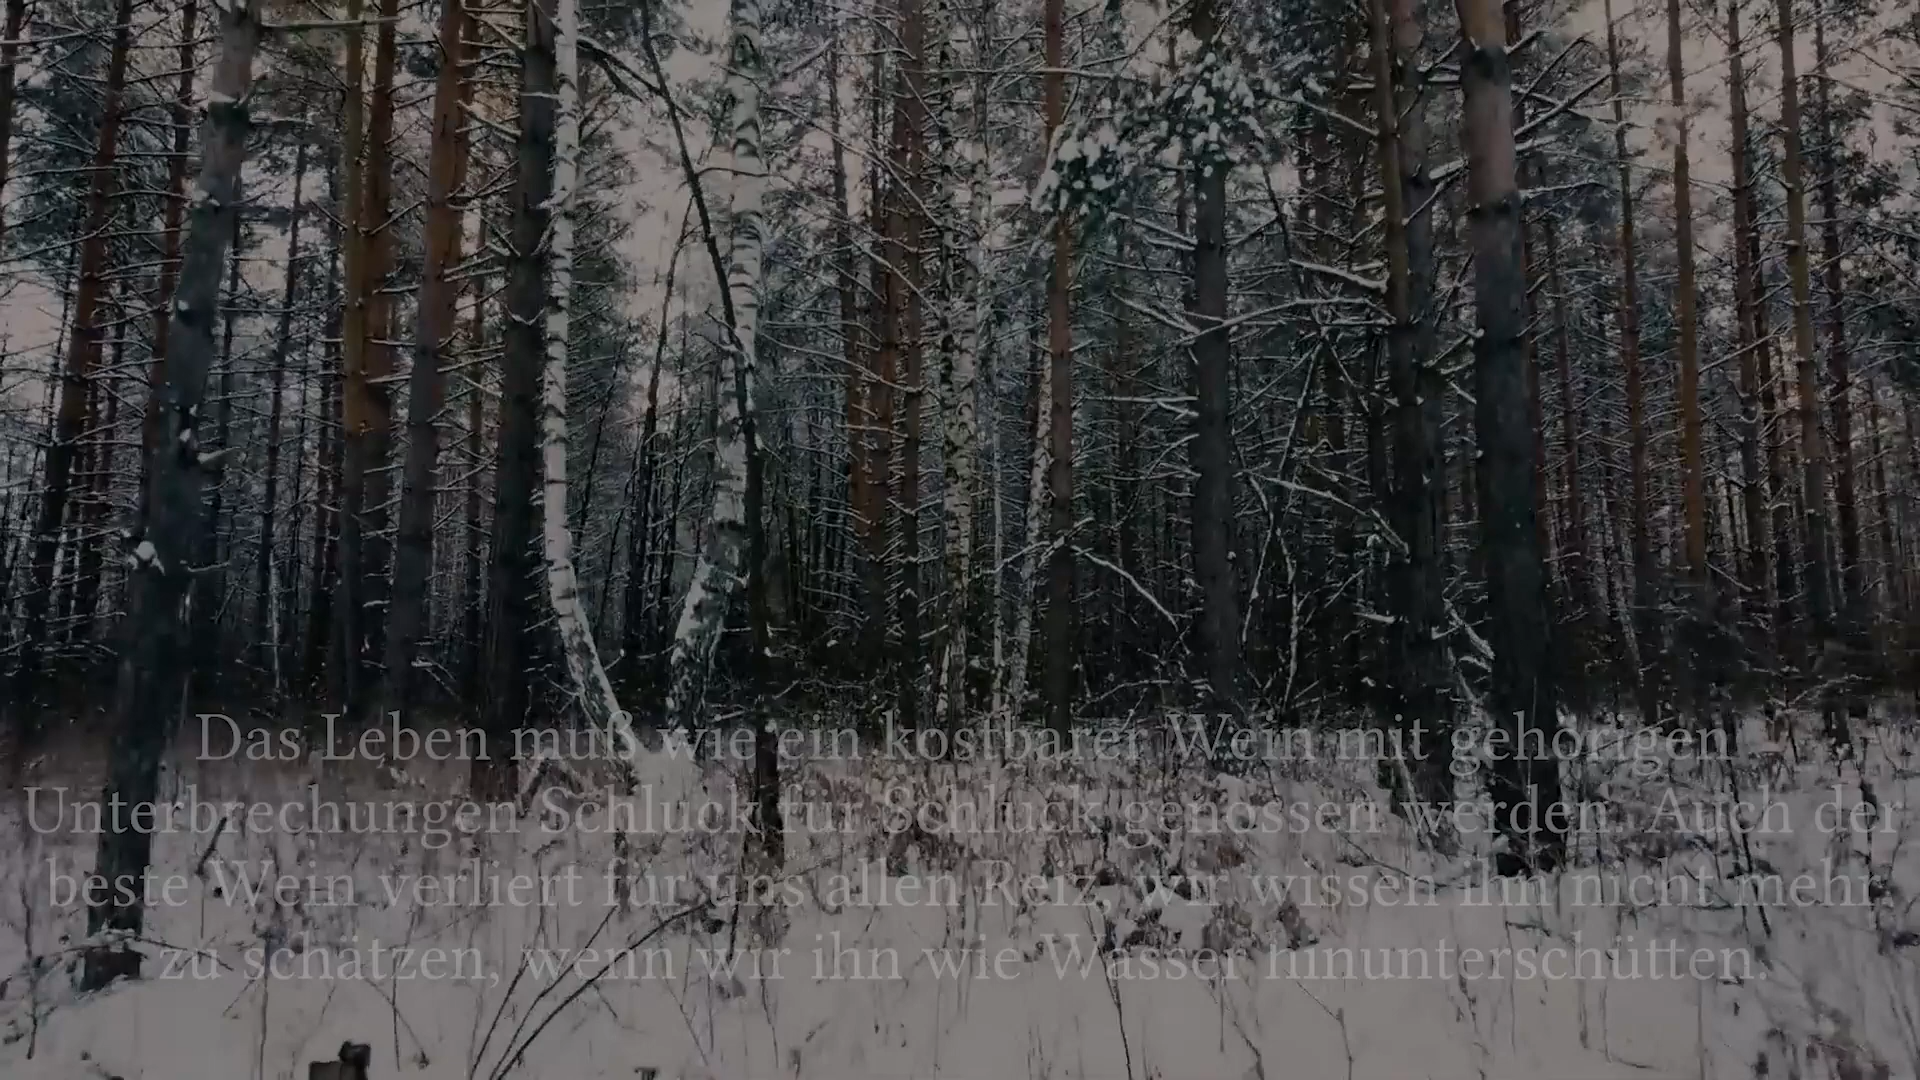 Das Leben muß wie ein kostbarer Wein mit gehörigen
Unterbrechungen Schluck für Schluck genossen werden. Auch der
beste Wein verliert für uns allen Reiz, wir wissen ihn nicht mehr
zu schätzen, wenn wir ihn wie Wasser hinunterschütten.